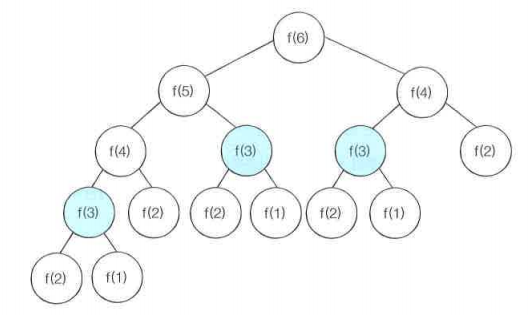 f(6)
f(5) f(4)
f(4) f(3) f(3) f(2)
f(3) f(2) f(2) f(1) f(2) f(1)
f(2) f(1)